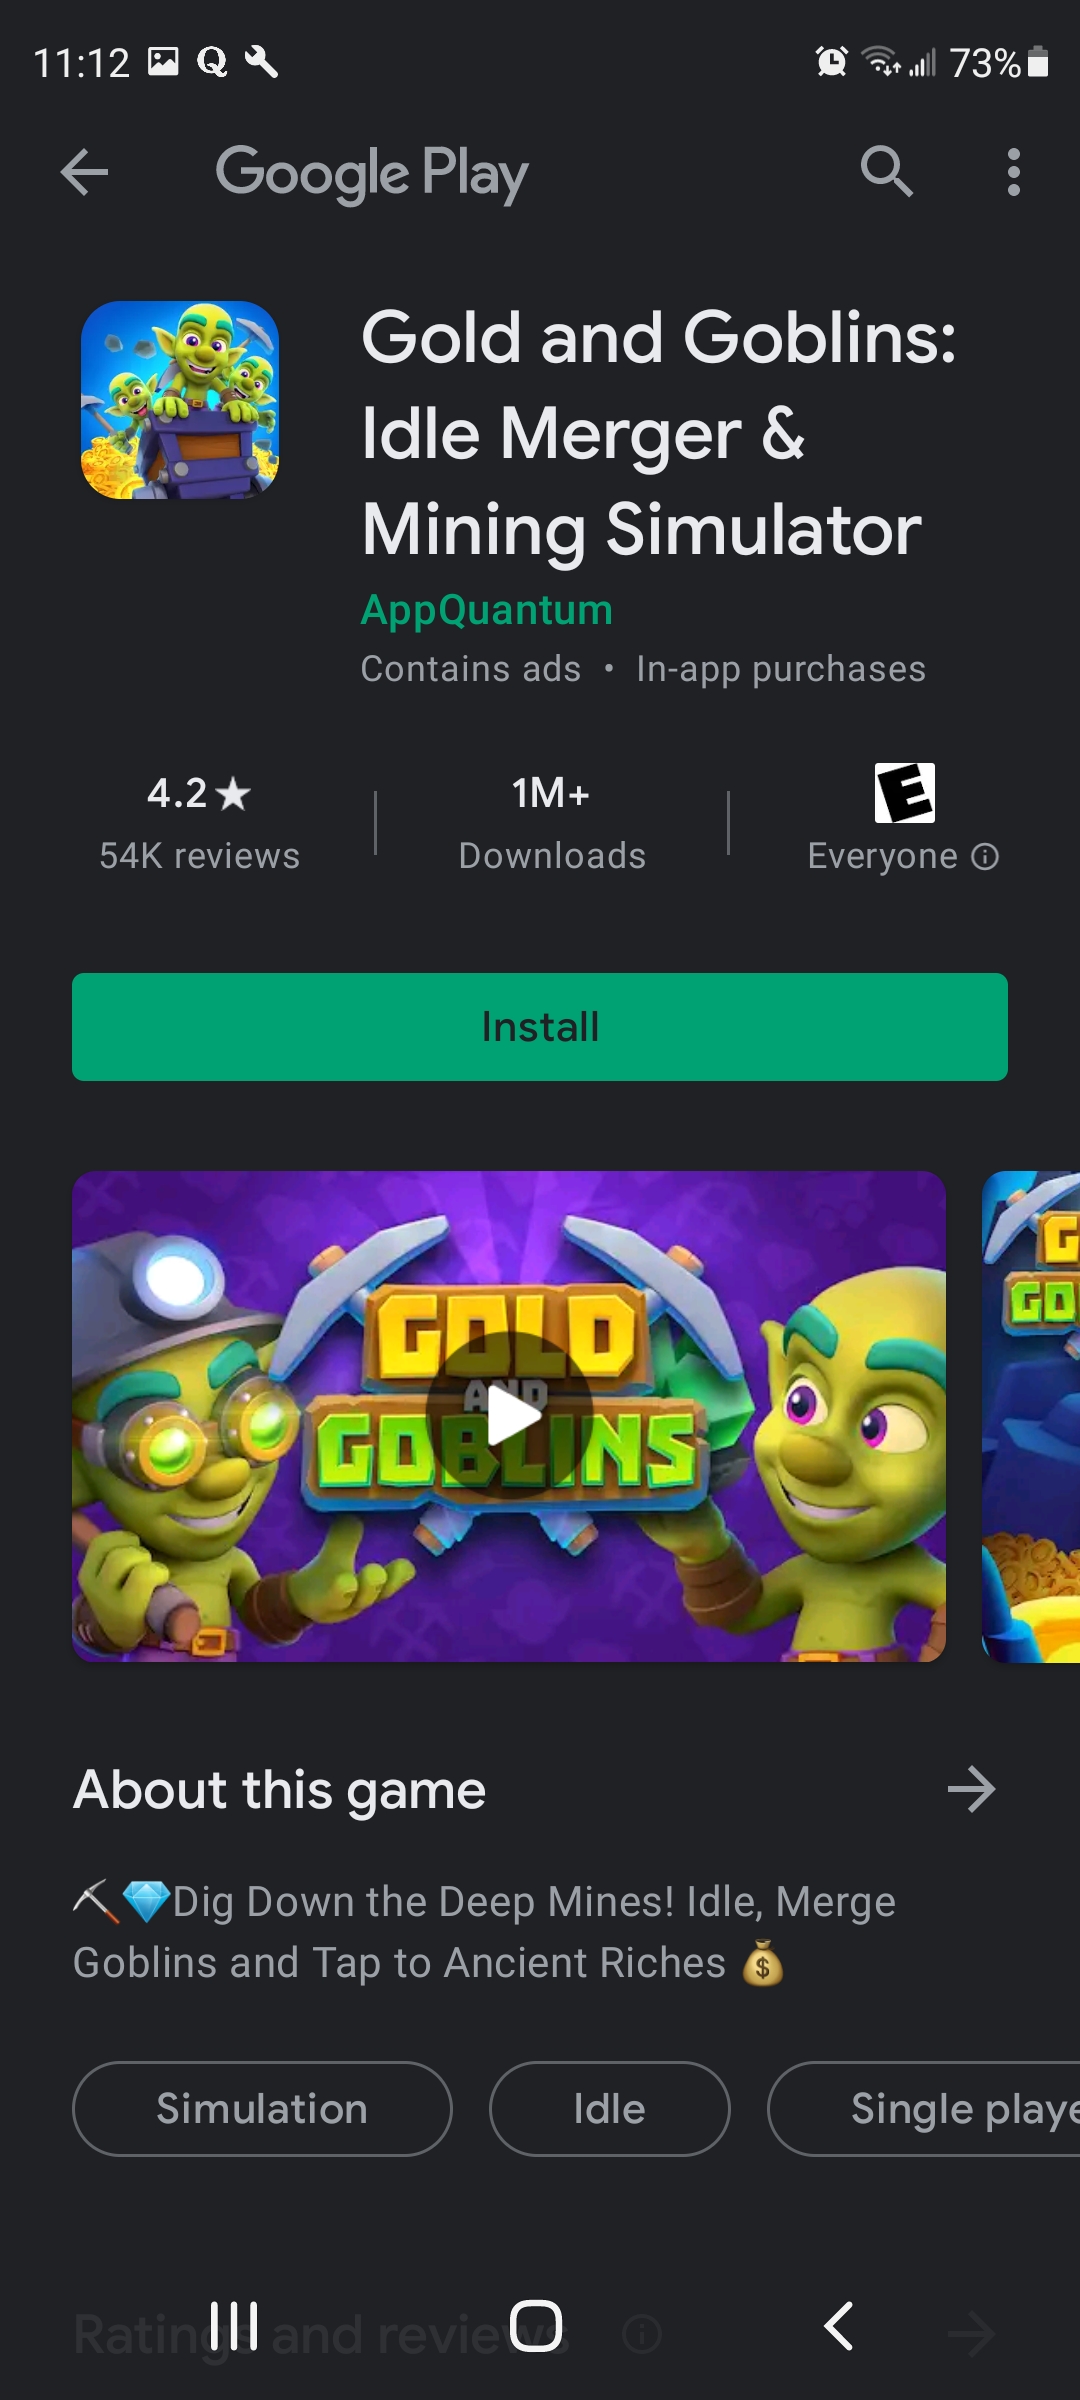 11:12
73%
Google Play
Gold and Goblins:
Idle Merger &
Mining Simulator
AppQuantum
Contains ads • In-app purchases
4.2★
1M+
E
54K reviews
Downloads
Everyone
Install
GOLD
AND
GOBLINS
G
GO
About this game
⛏💎Dig Down the Deep Mines! Idle, Merge
Goblins and Tap to Ancient Riches 💰
Simulation
Idle
Single playe
Ratings and reviews